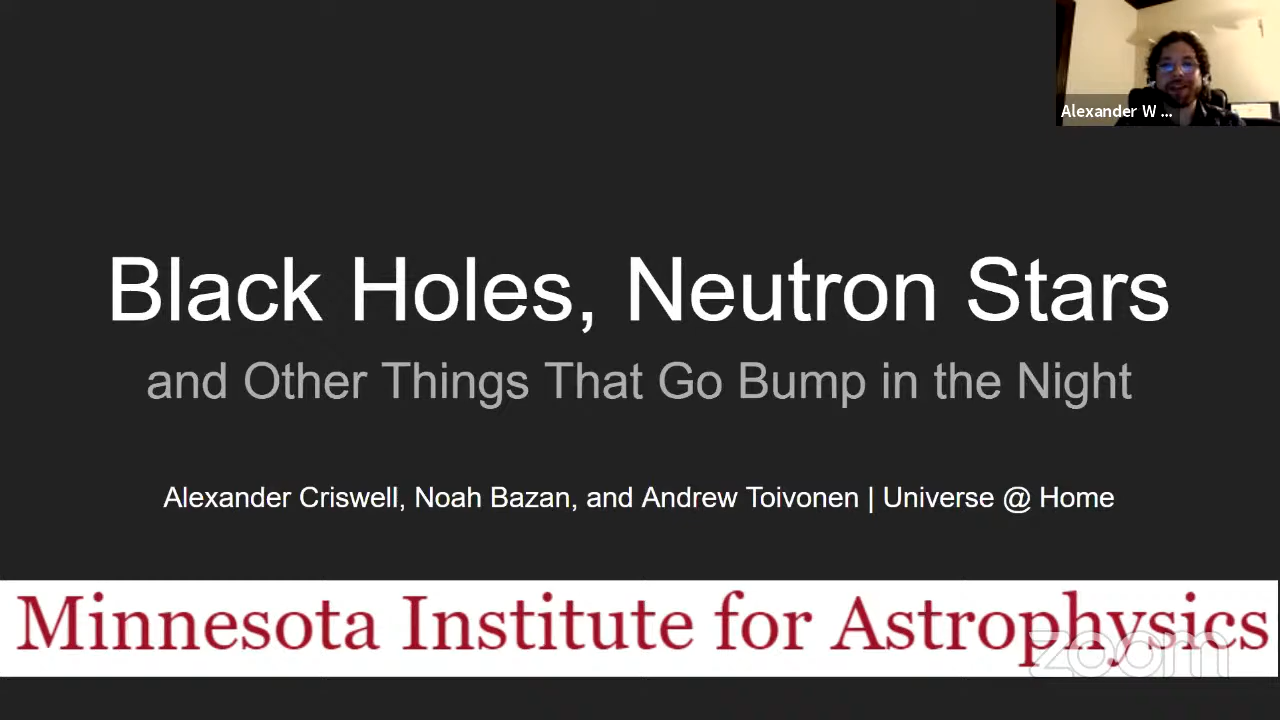 Alexander W ...
Black Holes, Neutron Stars
and Other Things That Go Bump in the Night
Alexander Criswell, Noah Bazan, and Andrew Toivonen | Universe @ Home
Minnesota Institute for Astrophysics
zoom